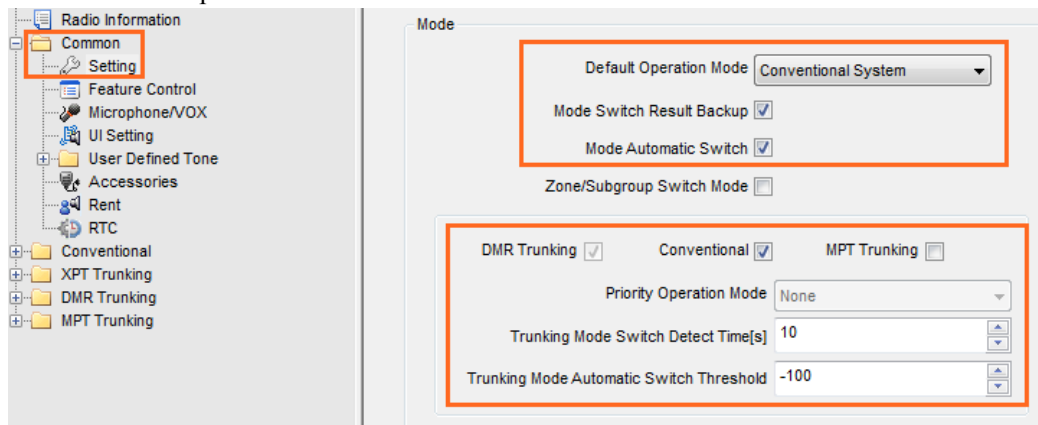 Radio Information
Common
Setting
Feature Control
Microphone/VOX
UI Setting
User Defined Tone
Accessories
Rent
RTC
Conventional
XPT Trunking
DMR Trunking
MPT Trunking
Mode
Default Operation Mode Conventional System
Mode Switch Result Backup
Mode Automatic Switch
Zone/Subgroup Switch Mode
DMR Trunking Conventional MPT Trunking
Priority Operation Mode None
Trunking Mode Switch Detect Time[s] 10
Trunking Mode Automatic Switch Threshold -100